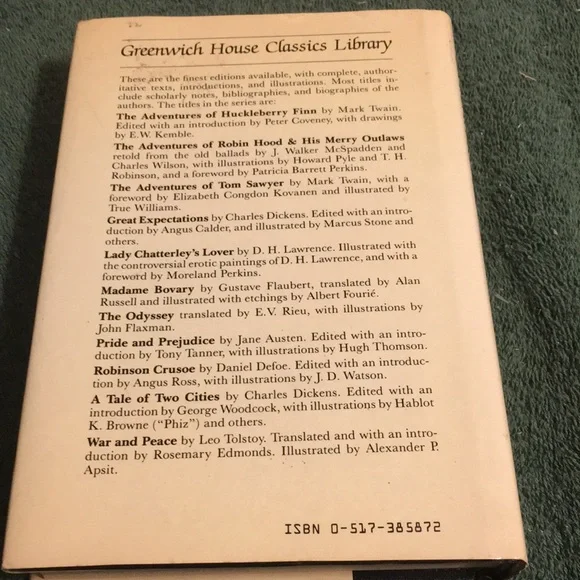 Greenwich House Classics Library
These are the finest editions available, with complete, author-
itative texts, introductions, and illustrations. Most titles in-
clude scholarly notes, bibliographies, and biographies of the
authors. The titles in the series are:
The Adventures of Huckleberry Finn by Mark Twain.
Edited with an introduction by Peter Coveney, with drawings
by E.W. Kemble.
The Adventures of Robin Hood & His Merry Outlaws
retold from the old ballads by J. Walker McSpadden and
Charles Wilson, with illustrations by Howard Pyle and T. H.
Robinson, and a foreword by Patricia Barrett Perkins.
The Adventures of Tom Sawyer by Mark Twain, with a
foreword by Elizabeth Congdon Kovanen and illustrated by
True Williams.
Great Expectations by Charles Dickens. Edited with an intro-
duction by Angus Calder, and illustrated by Marcus Stone and
others.
Lady Chatterley's Lover by D. H. Lawrence. Illustrated with
the controversial erotic paintings of D. H. Lawrence, and with a
foreword by Moreland Perkins.
Madame Bovary by Gustave Flaubert, translated by Alan
Russell and illustrated with etchings by Albert Fourié.
The Odyssey translated by E.V. Rieu, with illustrations by
John Flaxman.
Pride and Prejudice by Jane Austen. Edited with an intro-
duction by Tony Tanner, with illustrations by Hugh Thomson.
Robinson Crusoe by Daniel Defoe. Edited with an introduc-
tion by Angus Ross, with illustrations by J. D. Watson.
A Tale of Two Cities by Charles Dickens. Edited with an
introduction by George Woodcock, with illustrations by Hablot
K. Browne ("Phiz") and others.
War and Peace by Leo Tolstoy. Translated and with an intro-
duction by Rosemary Edmonds. Illustrated by Alexander P.
Apsit.
ISBN 0-517-385872